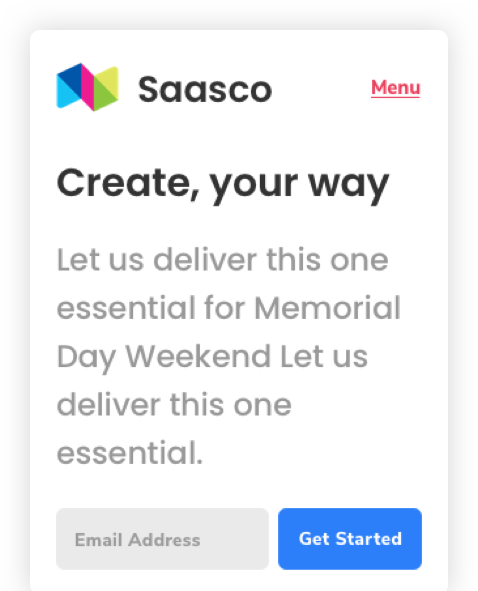 Saasco
Menu
Create, your way
Let us deliver this one
essential for Memorial
Day Weekend Let us
deliver this one
essential.
Email Address
Get Started